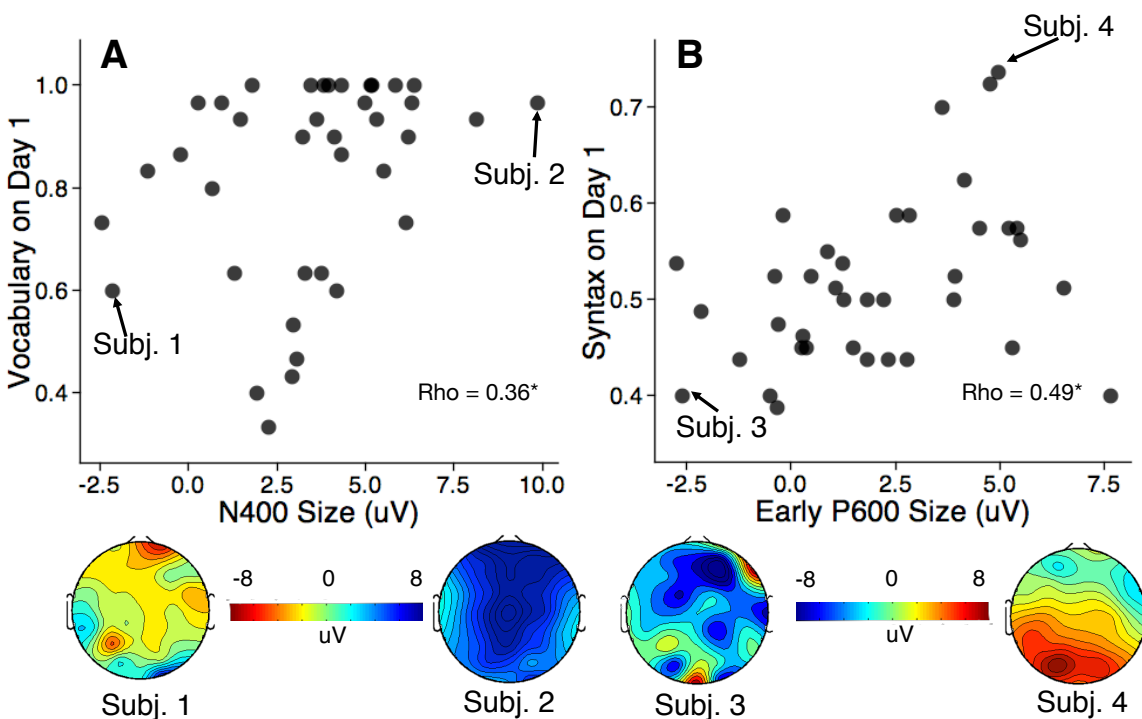 A
Vocabulary on Day 1
1.0
0.8
0.6
0.4
Subj. 2
Subj. 1
Rho = 0.36*
-2.5 0.0 2.5 5.0 7.5 10.0
N400 Size (uV)
B
Syntax on Day 1
0.7
0.6
0.5
0.4
Subj. 4
Subj. 3
Rho = 0.49*
-2.5 0.0 2.5 5.0 7.5
Early P600 Size (uV)
-8 0 8
uV
Subj. 1
Subj. 2
-8 0 8
uV
Subj. 3
Subj. 4